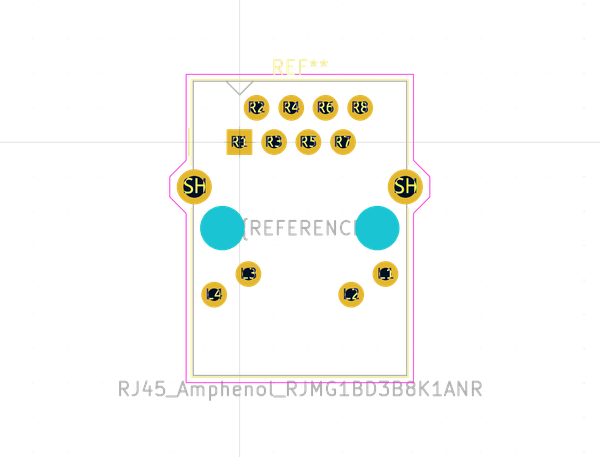 REF**
R2 R4 R6 R8
R1 R3 R5 R7
SH SH
{REFERENCE
L3 L1
L4 L2
RJ45_Amphenol_RJMG1BD3B8K1ANR